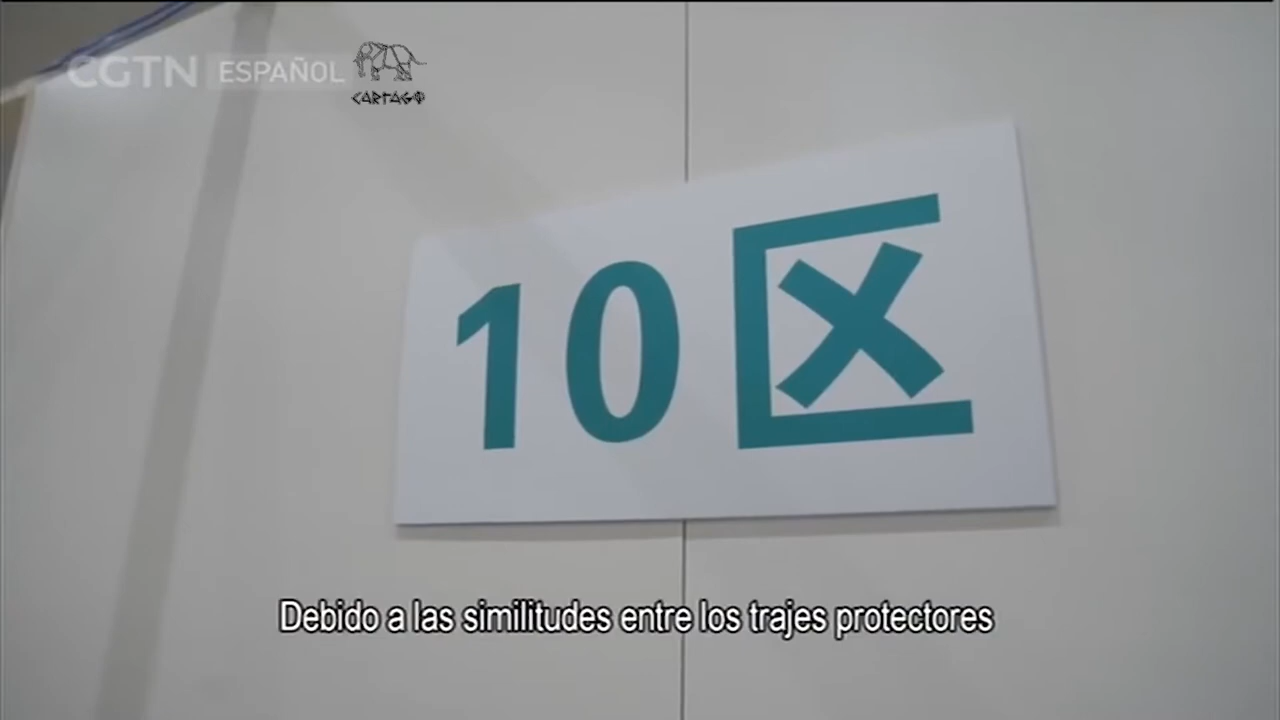 CGTN ESPAÑOL
CARTAGO
10区
Debido a las similitudes entre los trajes protectores